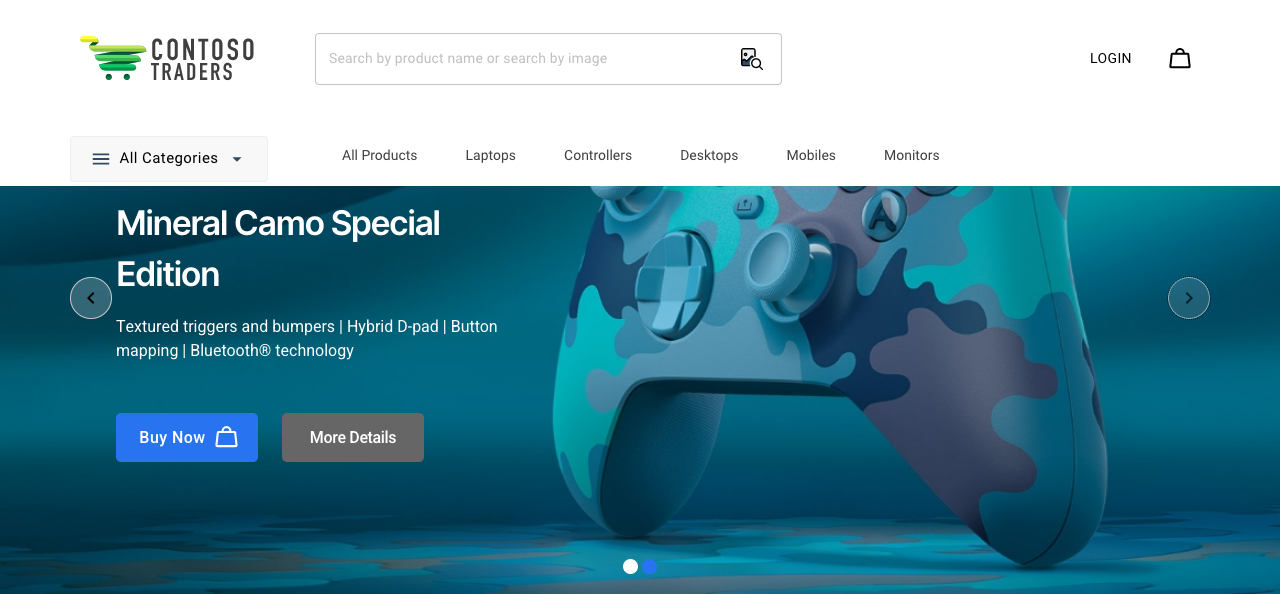 CONTOSO
TRADERS
Search by product name or search by image
LOGIN
All Categories
All Products
Laptops
Controllers
Desktops
Mobiles
Monitors
Mineral Camo Special
Edition
Textured triggers and bumpers | Hybrid D-pad | Button
mapping | Bluetooth® technology
Buy Now
More Details
A